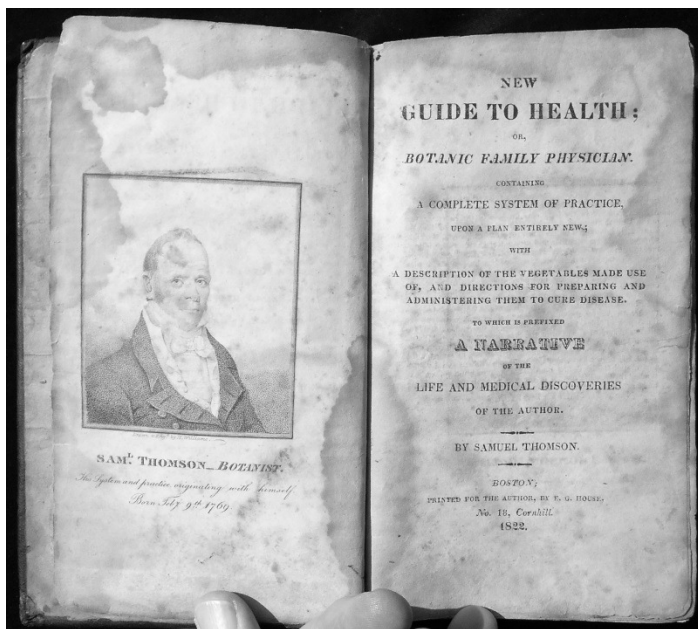 SAMᴸ. THOMSON_BOTANIST.
His System and practice originating with himself.
Born Feby 9th 1769.
NEW
GUIDE TO HEALTH;
OR,
BOTANIC FAMILY PHYSICIAN.
CONTAINING
A COMPLETE SYSTEM OF PRACTICE,
UPON A PLAN ENTIRELY NEW;
WITH
A DESCRIPTION OF THE VEGETABLES MADE USE
OF, AND DIRECTIONS FOR PREPARING AND
ADMINISTERING THEM TO CURE DISEASE.
TO WHICH IS PREFIXED
A NARRATIVE
OF THE
LIFE AND MEDICAL DISCOVERIES
OF THE AUTHOR.
BY SAMUEL THOMSON.
BOSTON;
PRINTED FOR THE AUTHOR, BY E. G. HOUSE,
No. 18, Cornhill.
1822.